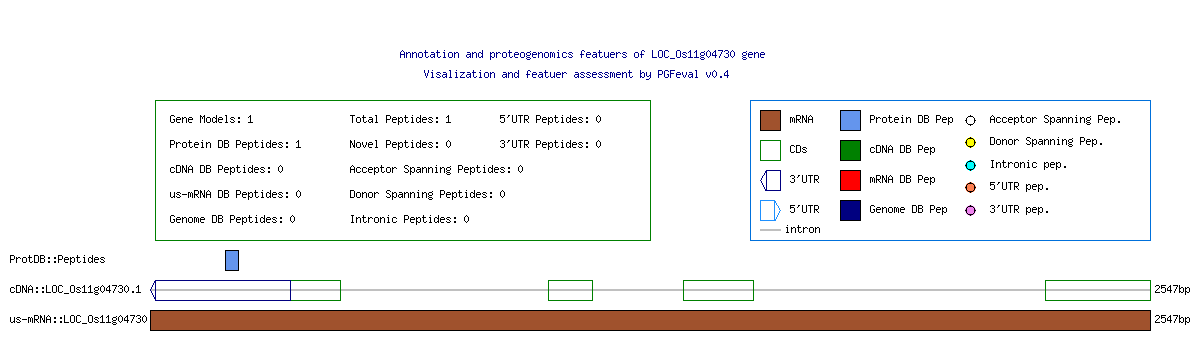 Annotation and proteogenomics featuers of LOC_Os11g04730 gene
Visalization and featuer assessment by PGFeval v0.4
Gene Models: 1 Total Peptides: 1 5'UTR Peptides: 0
Protein DB Peptides: 1 Novel Peptides: 0 3'UTR Peptides: 0
cDNA DB Peptides: 0 Acceptor Spanning Peptides: 0
us-mRNA DB Peptides: 0 Donor Spanning Peptides: 0
Genome DB Peptides: 0 Intronic Peptides: 0
mRNA Protein DB Pep Acceptor Spanning Pep.
CDs cDNA DB Pep Donor Spanning Pep.
3'UTR mRNA DB Pep Intronic pep.
5'UTR Genome DB Pep 5'UTR pep.
intron 3'UTR pep.
ProtDB::Peptides
cDNA::LOC_Os11g04730.1 2547bp
us-mRNA::LOC_Os11g04730 2547bp